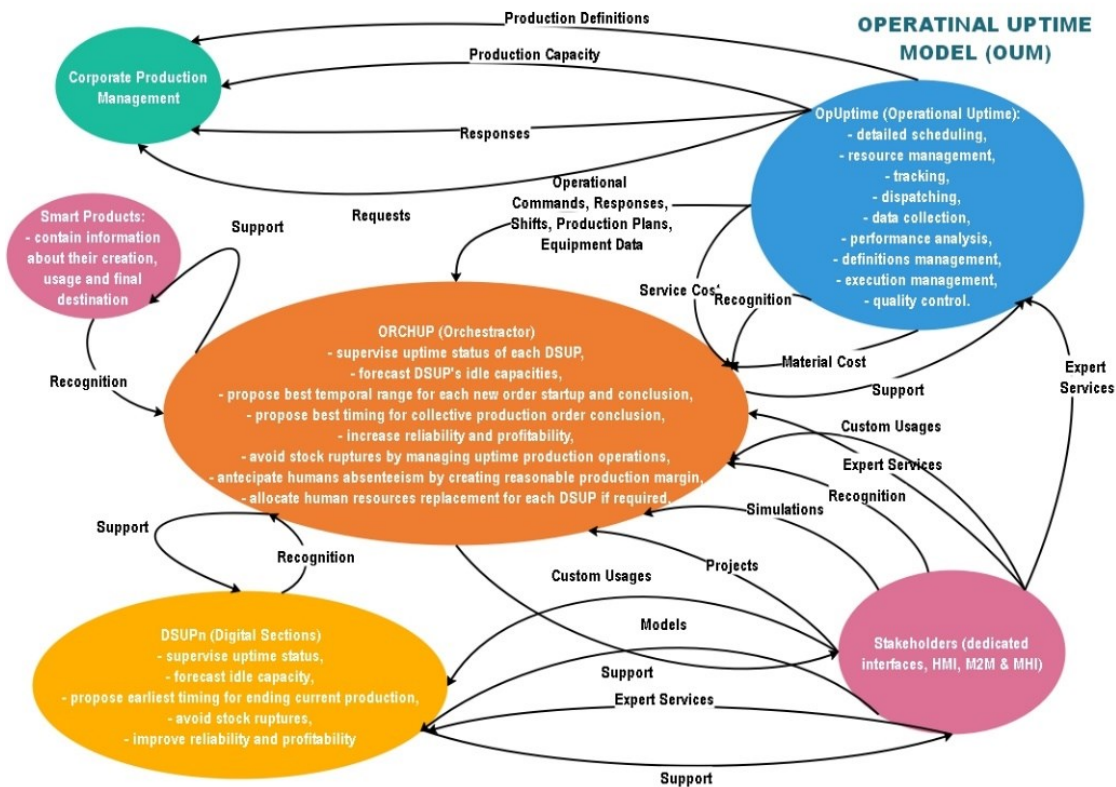 Production Definitions
OPERATINAL UPTIME
MODEL (OUM)
Production Capacity
Corporate Production
Management
OpUptime (Operational Uptime):
- detailed scheduling,
- resource management,
- tracking,
- dispatching,
- data collection,
- performance analysis,
- definitions management,
- execution management,
- quality control.
Responses
Requests
Operational
Commands, Responses,
Shifts, Production Plans,
Equipment Data
Smart Products:
- contain information
about their creation,
usage and final
destination
Support
Service Cost
Recognition
Material Cost
Support
Expert
Services
Recognition
ORCHUP (Orchestractor)
- supervise uptime status of each DSUP,
- forecast DSUP's idle capacities,
- propose best temporal range for each new order startup and conclusion,
- propose best timing for collective production order conclusion,
- increase reliability and profitability,
- avoid stock ruptures by managing uptime production operations,
- antecipate humans absenteeism by creating reasonable production margin,
- allocate human resources replacement for each DSUP if required.
Custom Usages
Expert Services
Recognition
Simulations
Support
Recognition
Custom Usages
Projects
Models
Support
Expert Services
DSUPn (Digital Sections)
- supervise uptime status,
- forecast idle capacity,
- propose earliest timing for ending current production,
- avoid stock ruptures,
- improve reliability and profitability
Stakeholders (dedicated
interfaces, HMI, M2M & MHI)
Support